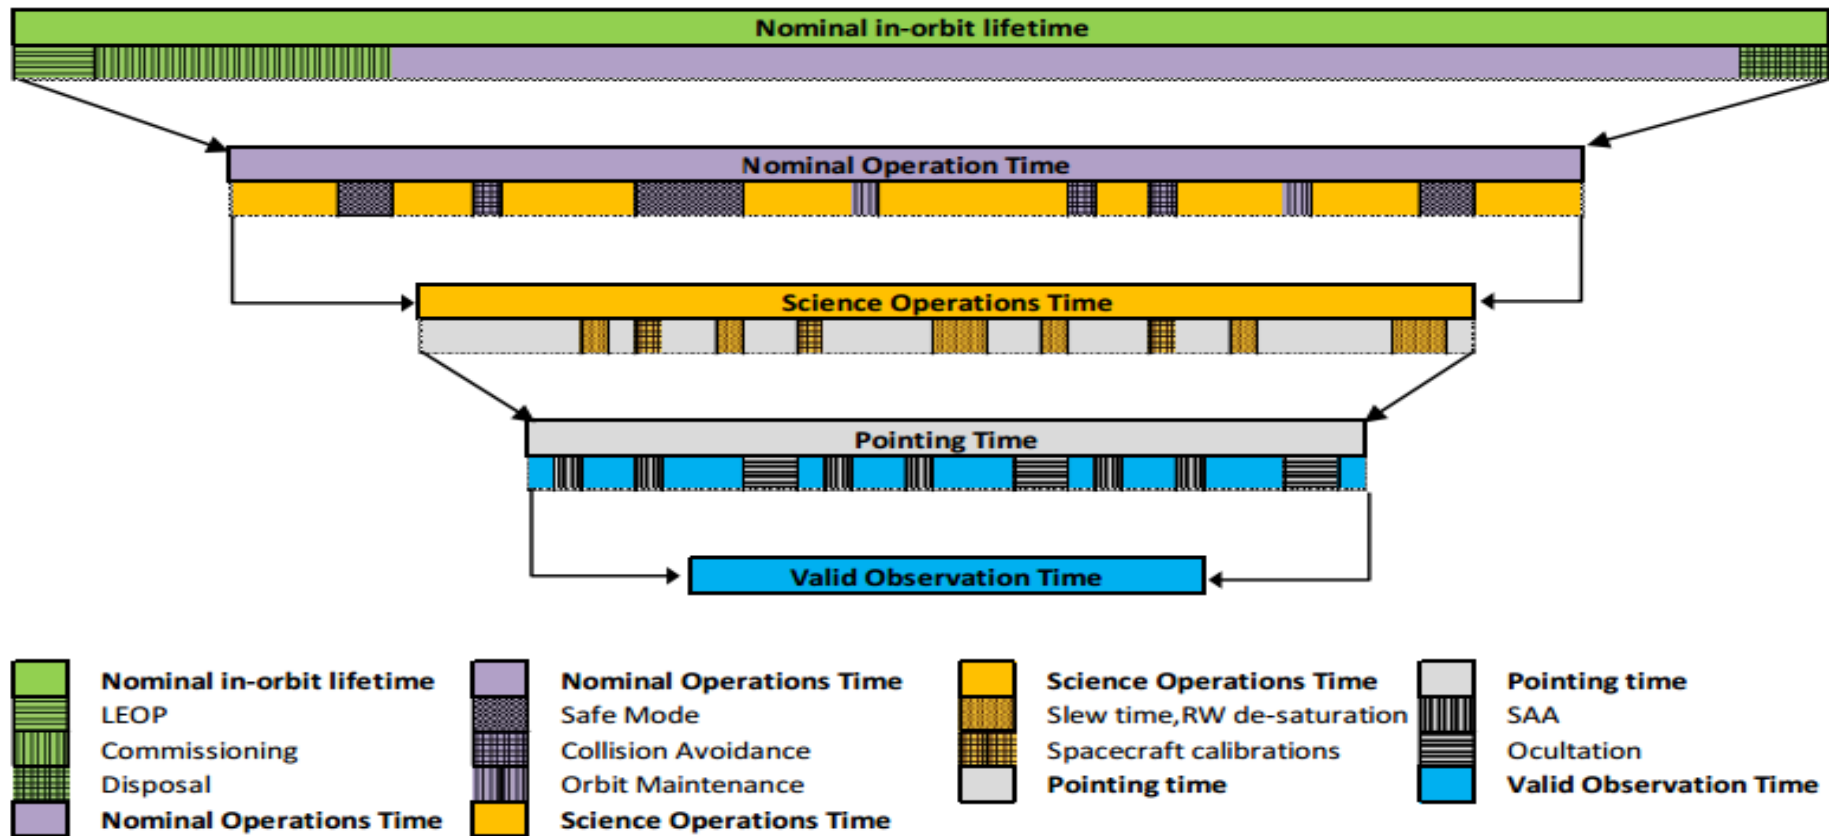 Nominal in-orbit lifetime
Nominal Operation Time
Science Operations Time
Pointing Time
Valid Observation Time
Nominal in-orbit lifetime
LEOP
Commissioning
Disposal
Nominal Operations Time
Nominal Operations Time
Safe Mode
Collision Avoidance
Orbit Maintenance
Science Operations Time
Science Operations Time
Slew time,RW de-saturation
Spacecraft calibrations
Pointing time
Pointing time
SAA
Ocultation
Valid Observation Time